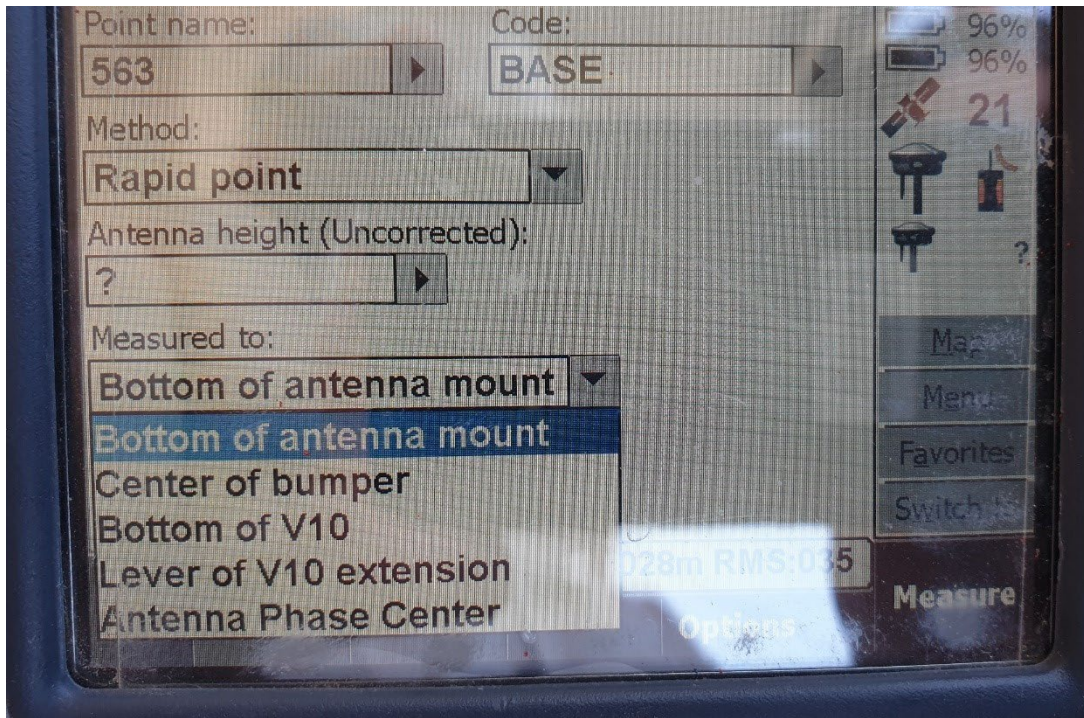 Point name: Code:
96%
563 BASE
96%
Method:
21
Rapid point
Antenna height (Uncorrected):
? ?
Measured to:
Map
Bottom of antenna mount
Menu
Bottom of antenna mount
Favorites
Center of bumper
Bottom of V10
Switch to
Lever of V10 extension
028m RMS:035
Measure
Antenna Phase Center
Options